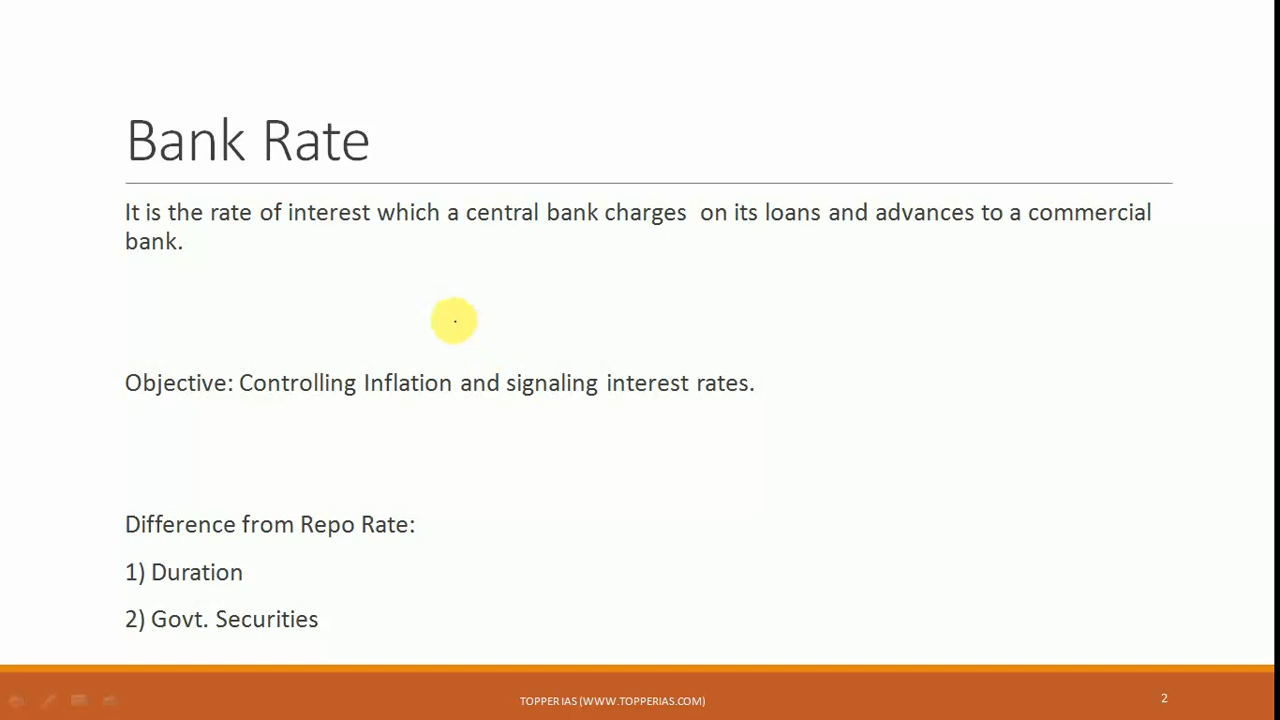 Bank Rate
It is the rate of interest which a central bank charges  on its loans and advances to a commercial
bank.
Objective: Controlling Inflation and signaling interest rates.
Difference from Repo Rate:
1) Duration
2) Govt. Securities
TOPPER IAS (WWW.TOPPERIAS.COM)
2